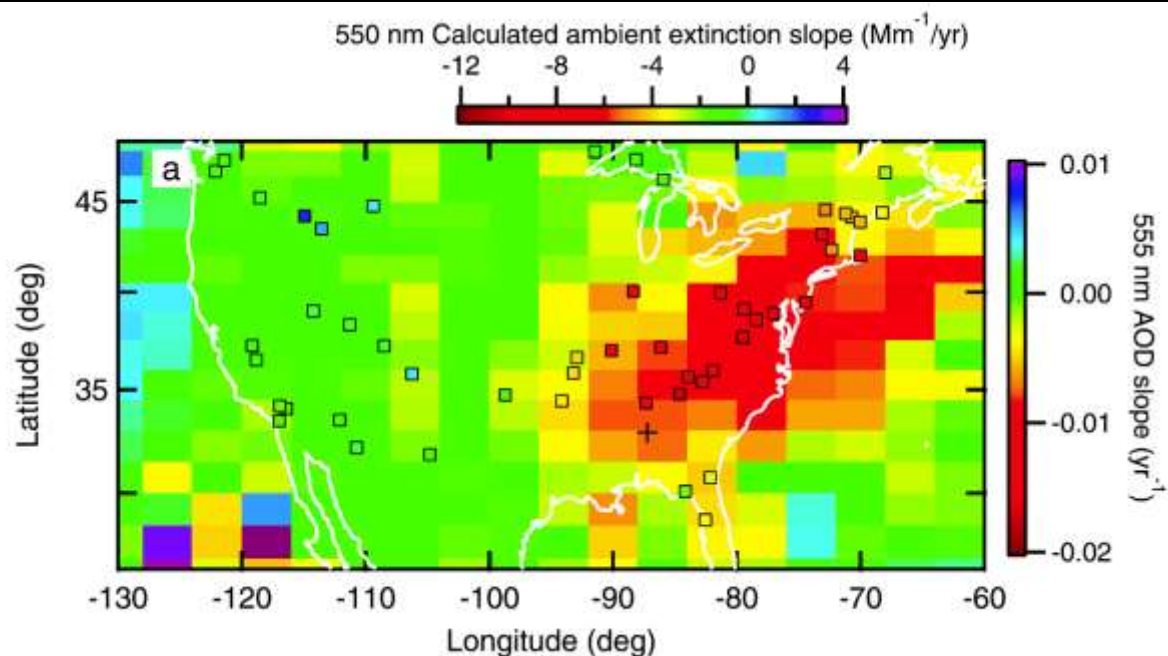 550 nm Calculated ambient extinction slope (Mm⁻¹/yr)
-12 -8 -4 0 4
a
45
35
Latitude (deg)
-130 -120 -110 -100 -90 -80 -70 -60
Longitude (deg)
0.01
0.00
-0.01
-0.02
555 nm AOD slope (yr⁻¹)